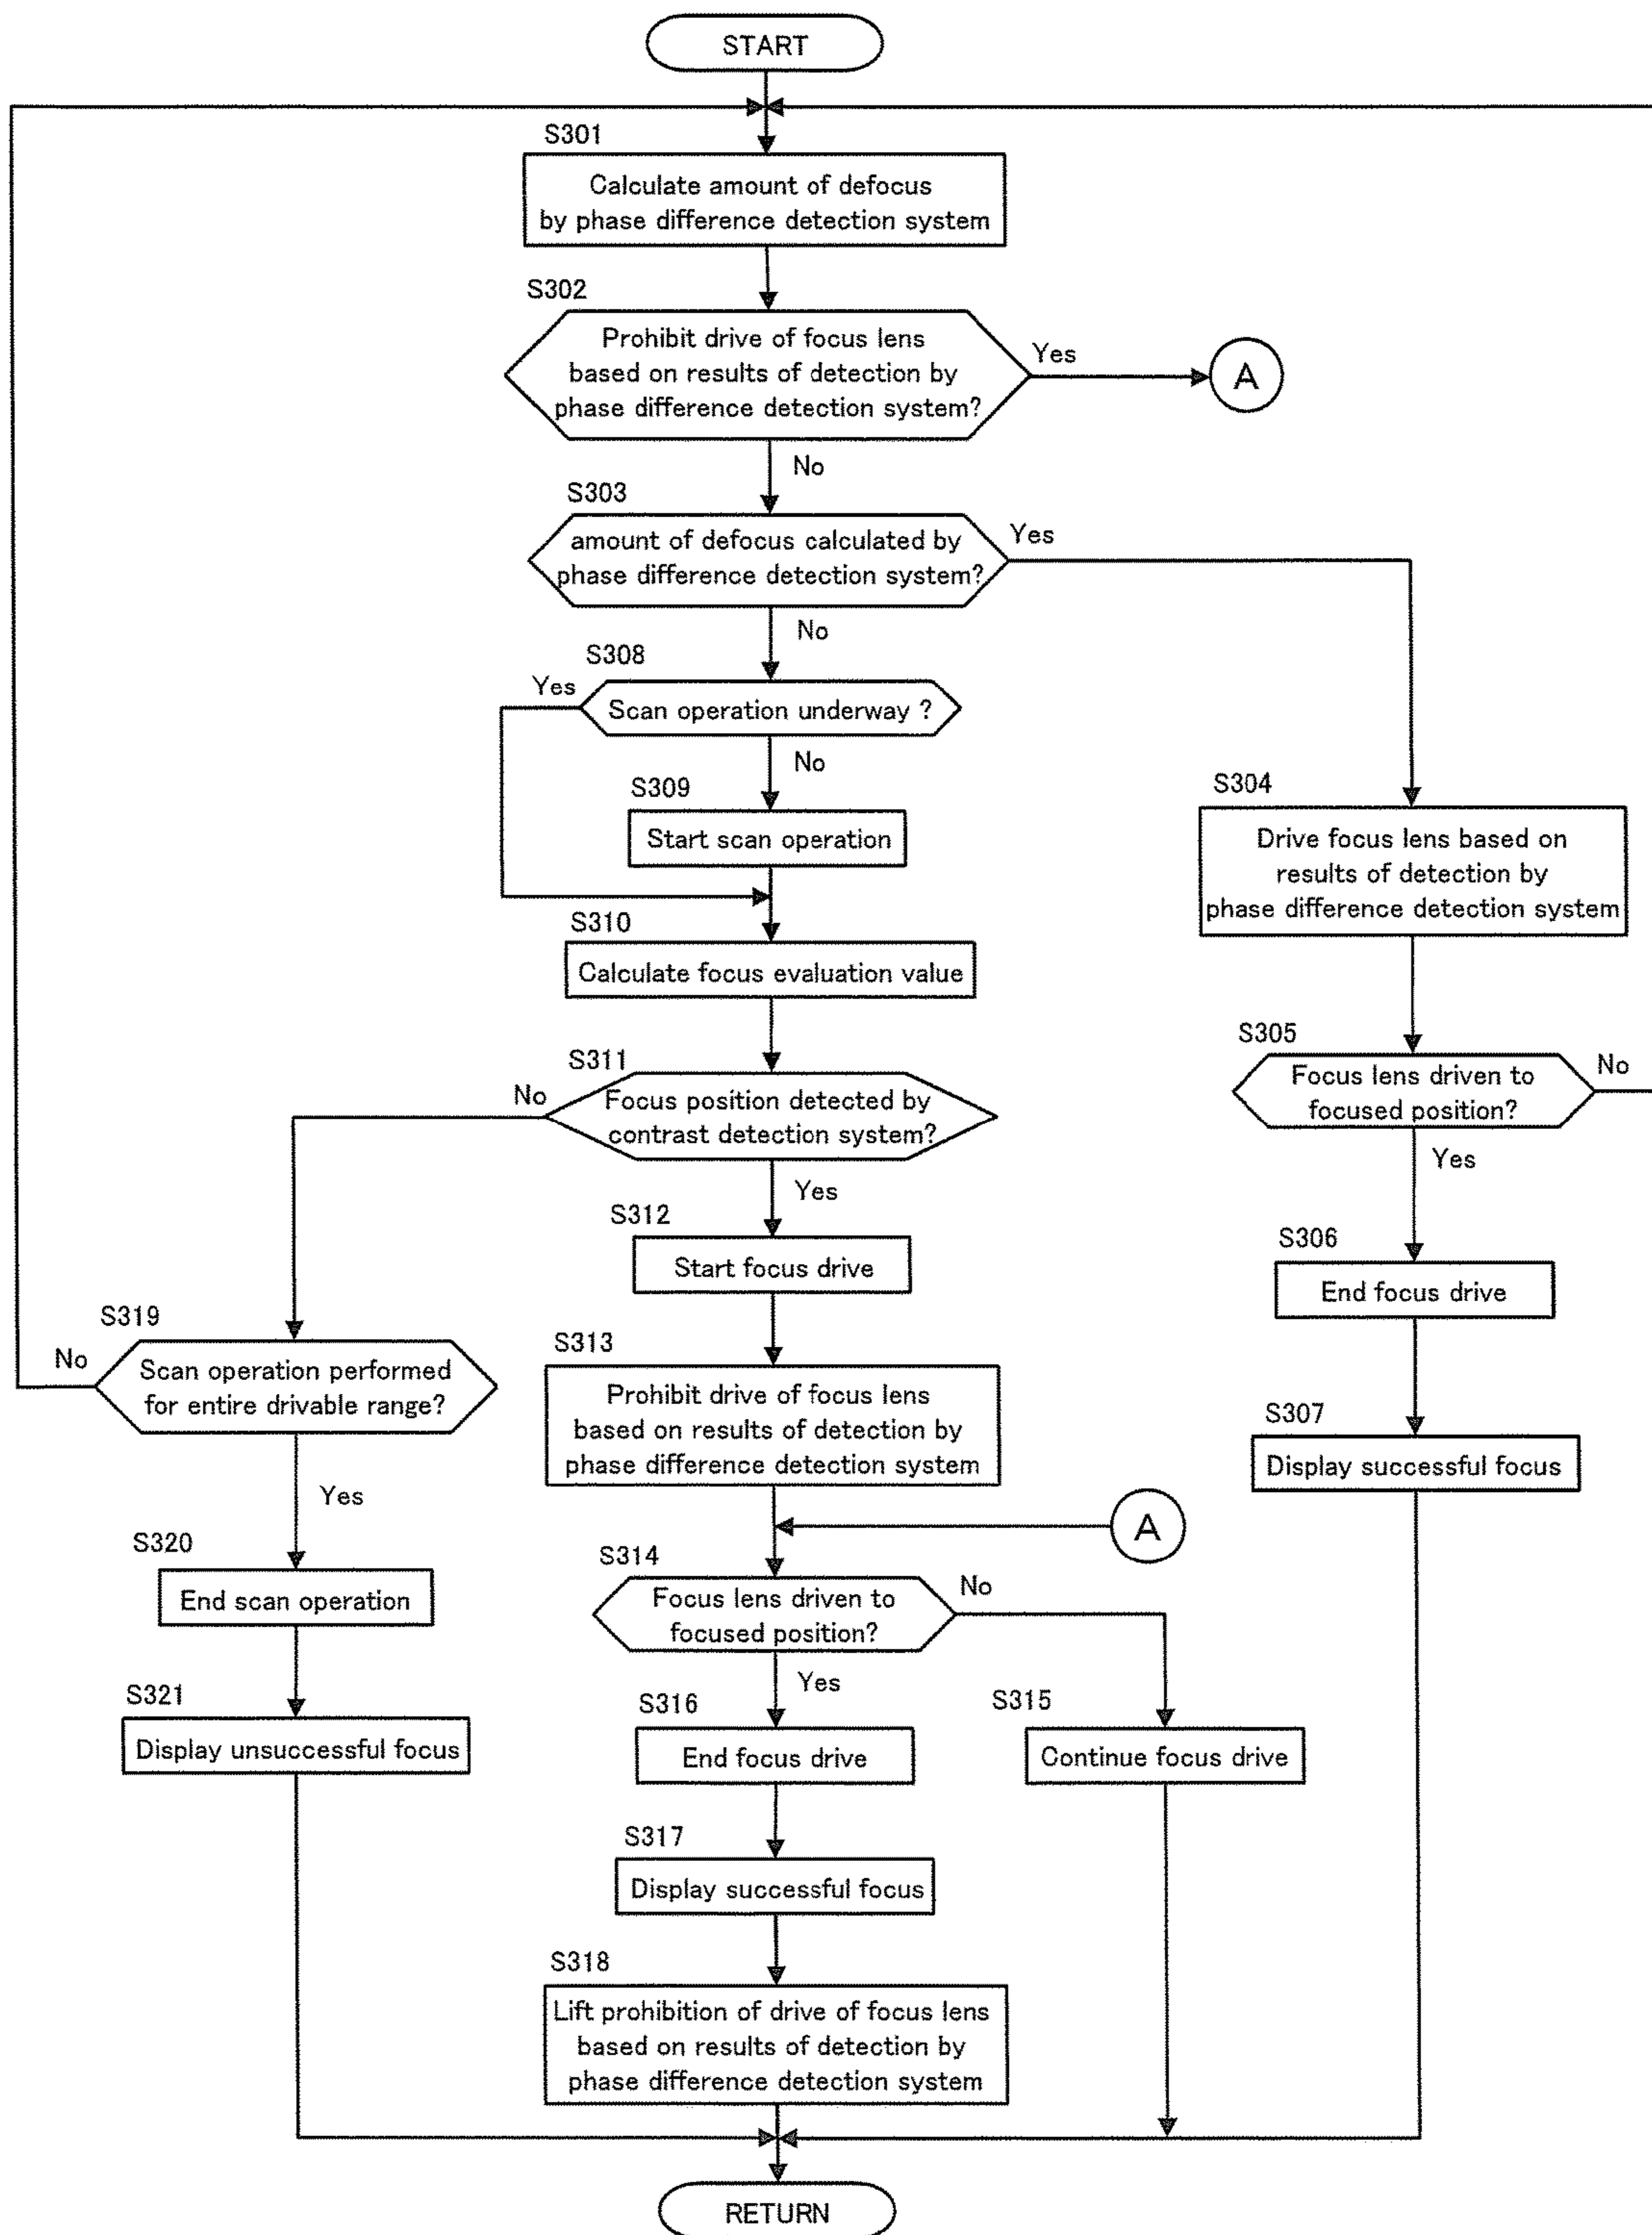 START
S301
Calculate amount of defocus
by phase difference detection system
S302
Prohibit drive of focus lens
based on results of detection by
phase difference detection system?
Yes
A
No
S303
amount of defocus calculated by
phase difference detection system?
Yes
No
S308
Yes
Scan operation underway ?
No
S309
Start scan operation
S304
Drive focus lens based on
results of detection by
phase difference detection system
S310
Calculate focus evaluation value
S305
Focus lens driven to
focused position?
No
Yes
S311
No
Focus position detected by
contrast detection system?
Yes
S312
Start focus drive
S306
End focus drive
S319
No
Scan operation performed
for entire drivable range?
Yes
S313
Prohibit drive of focus lens
based on results of detection by
phase difference detection system
S307
Display successful focus
A
S314
Focus lens driven to
focused position?
No
Yes
S320
End scan operation
S321
Display unsuccessful focus
S316
End focus drive
S315
Continue focus drive
S317
Display successful focus
S318
Lift prohibition of drive of focus lens
based on results of detection by
phase difference detection system
RETURN